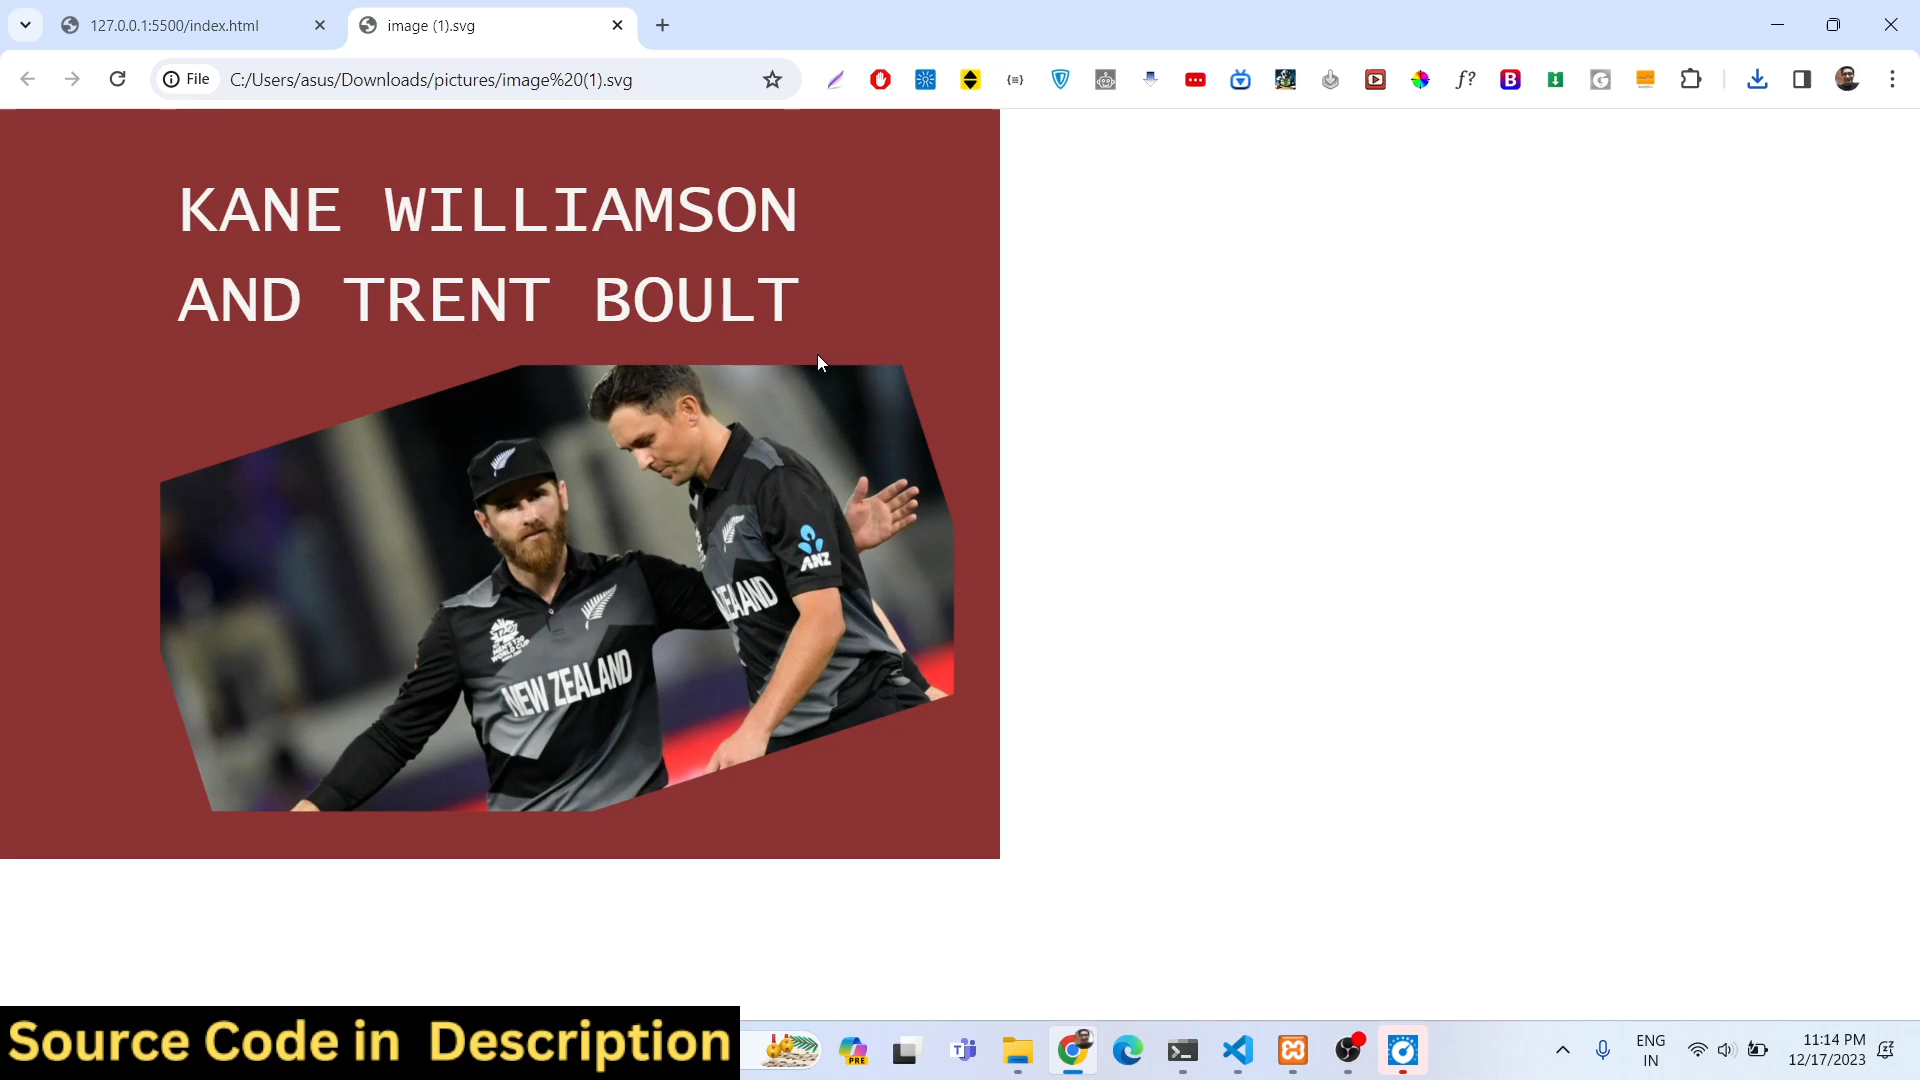 127.0.0.1:5500/index.html
image (1).svg
File
C:/Users/asus/Downloads/pictures/image%20(1).svg
{≡}
f?
B
G
KANE WILLIAMSON
AND TRENT BOULT
ANZ
NEW ZEALAND
EALAND
Source Code in Description
PRE
ENG
IN
11:14 PM
12/17/2023